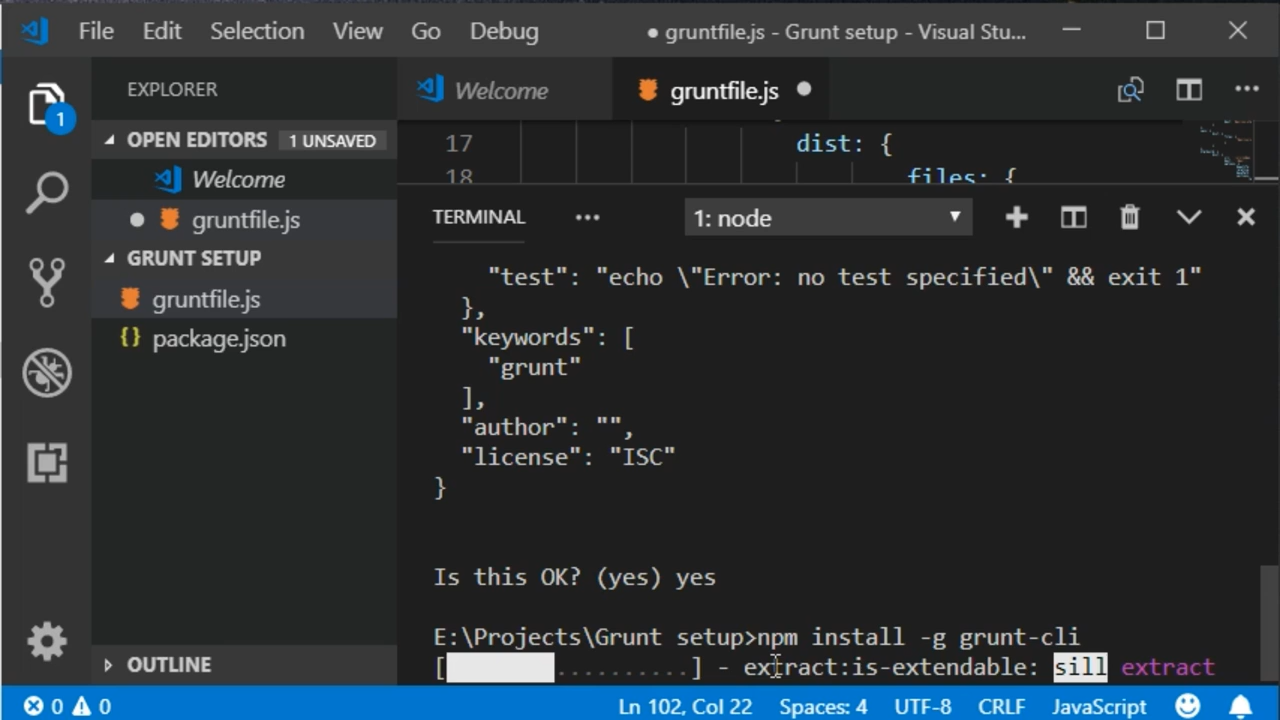 File Edit Selection View Go Debug ● gruntfile.js - Grunt setup - Visual Stu...
EXPLORER
Welcome
gruntfile.js
1
OPEN EDITORS 1 UNSAVED
Welcome
gruntfile.js
GRUNT SETUP
gruntfile.js
{} package.json
OUTLINE
17 dist: {
18 files: {
TERMINAL ••• 1: node
"test": "echo \"Error: no test specified\" && exit 1"
},
"keywords": [
"grunt"
],
"author": "",
"license": "ISC"
}
Is this OK? (yes) yes
E:\Projects\Grunt setup>npm install -g grunt-cli
[ ..........] - extract:is-extendable: sill extract
0 0 Ln 102, Col 22 Spaces: 4 UTF-8 CRLF JavaScript